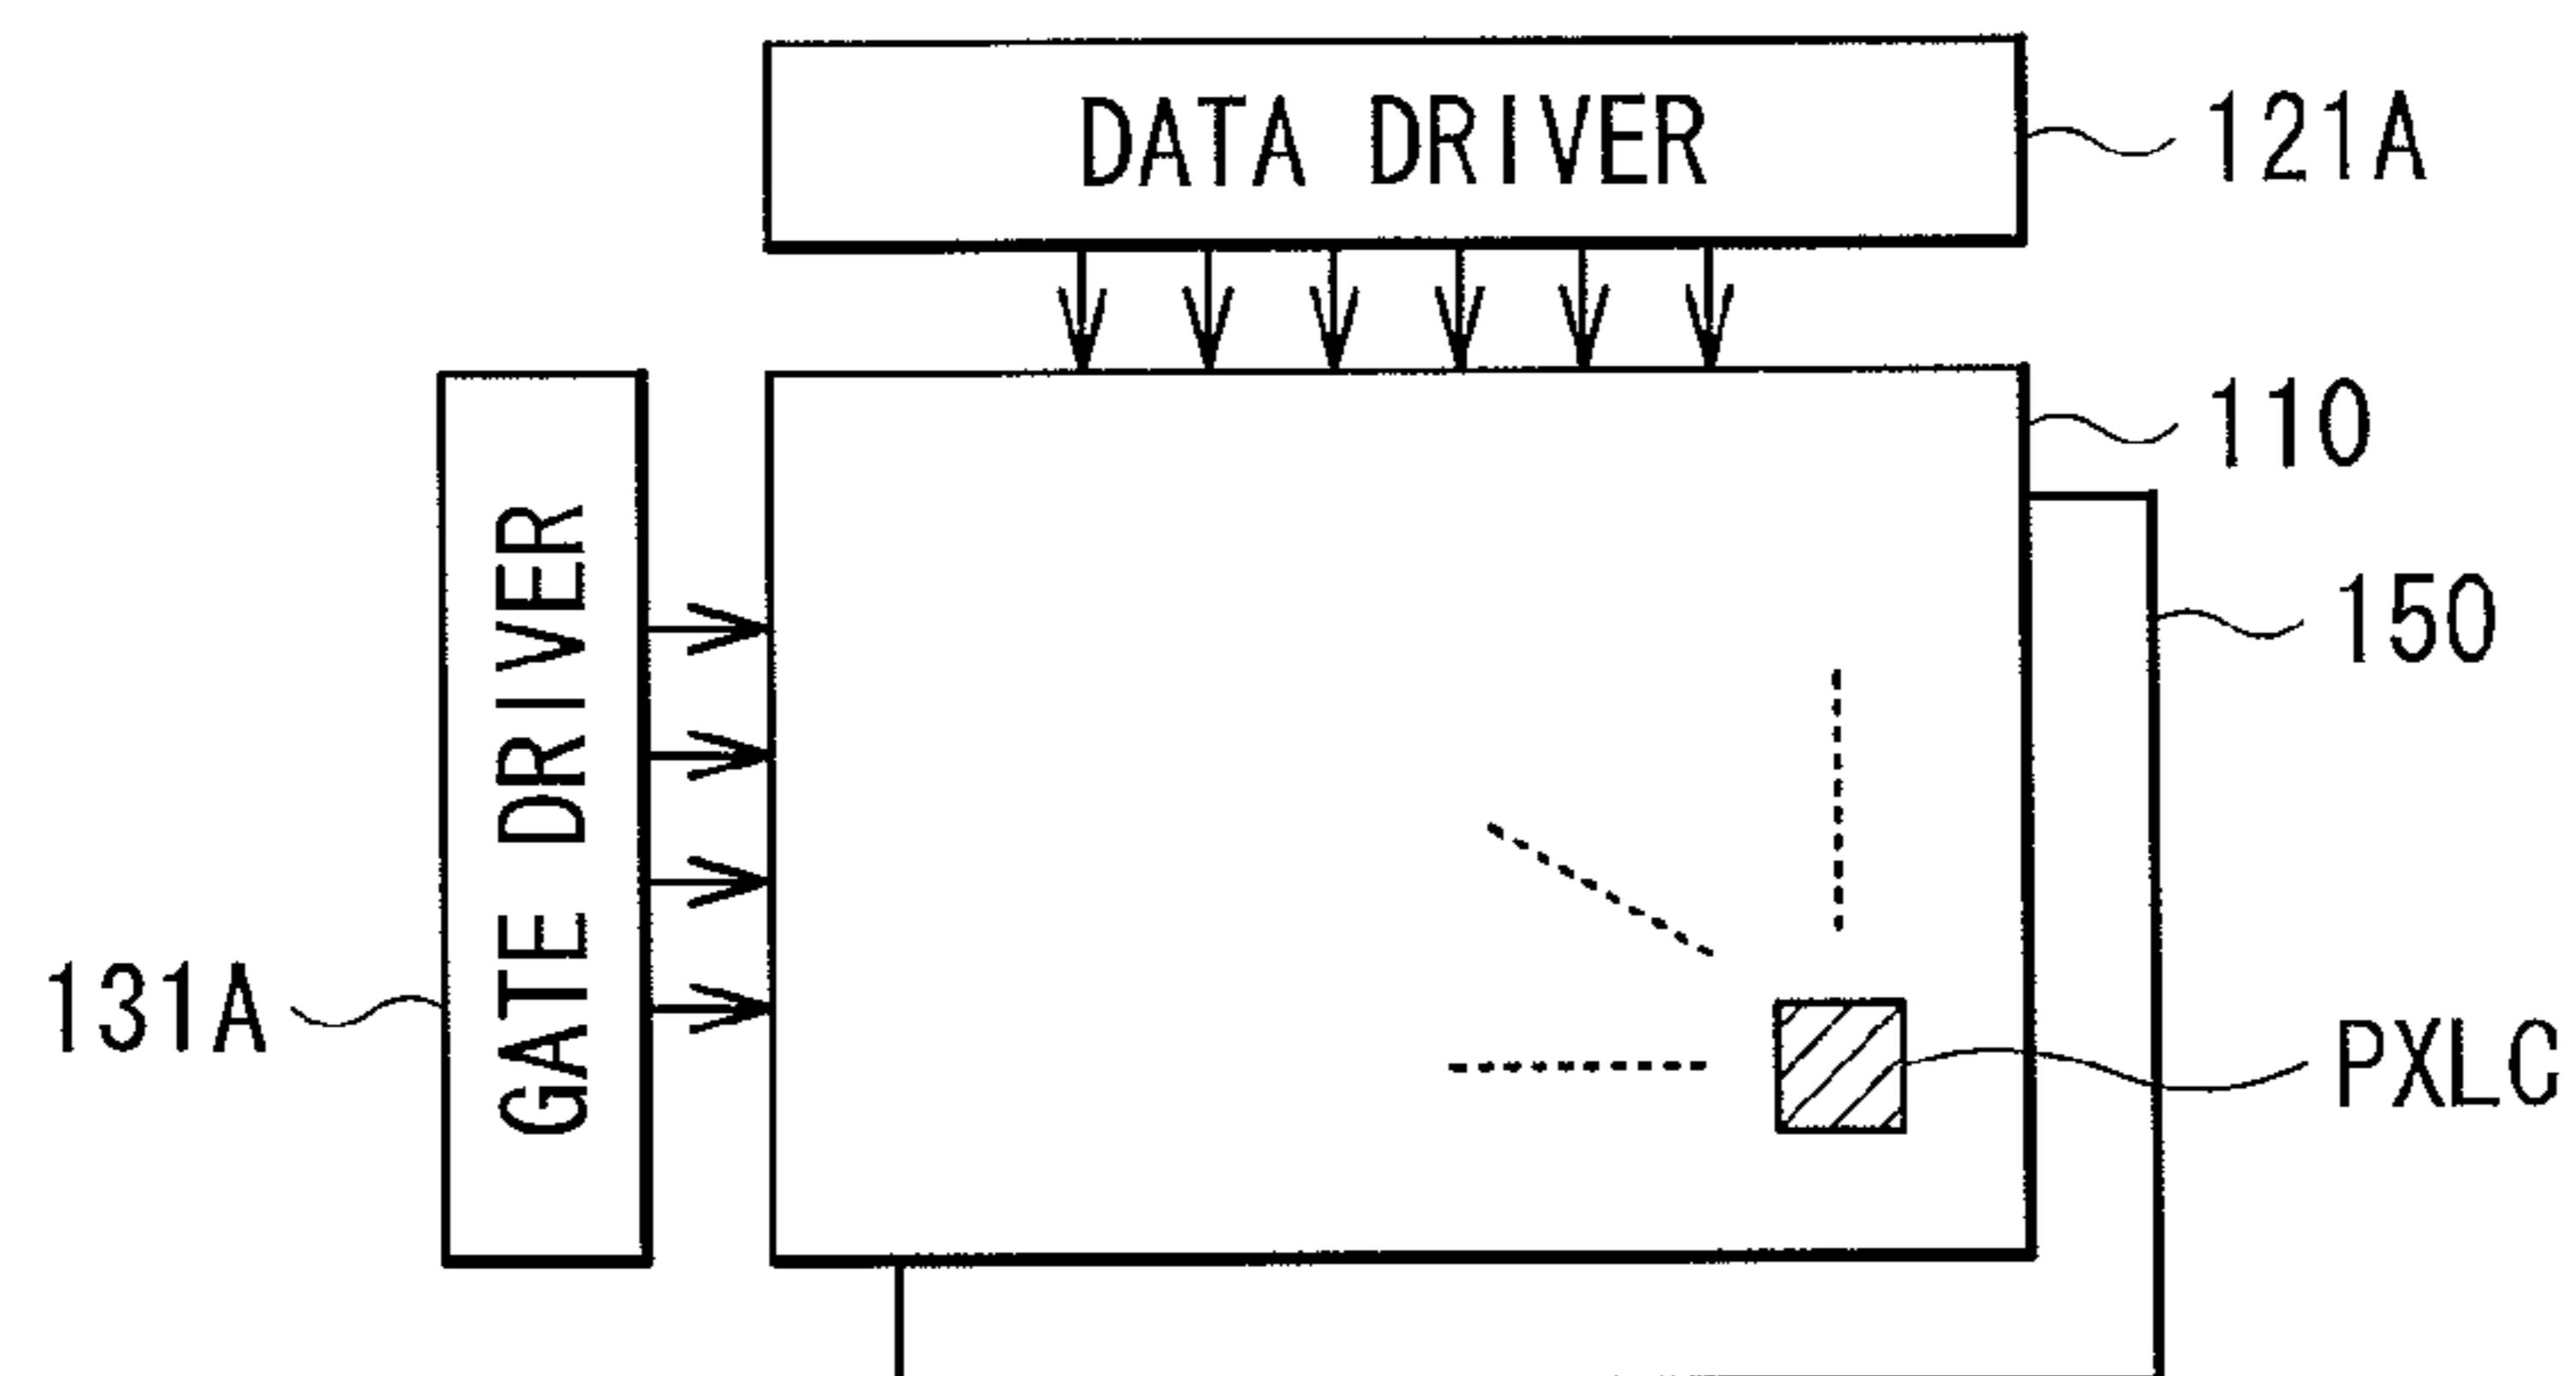 DATA DRIVER
121A
110
150
GATE DRIVER
131A
PXLC